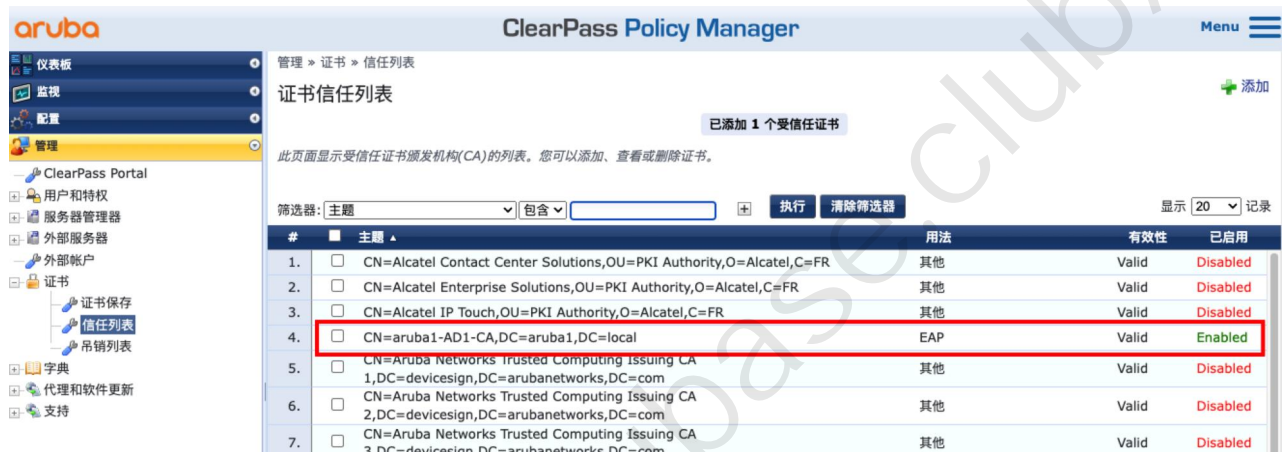 aruba
ClearPass Policy Manager
Menu
仪表板
监视
配置
管理
ClearPass Portal
用户和特权
服务器管理器
外部服务器
外部帐户
证书
证书保存
信任列表
吊销列表
字典
代理和软件更新
支持
管理 » 证书 » 信任列表
证书信任列表
添加
已添加 1 个受信任证书
此页面显示受信任证书颁发机构(CA)的列表。您可以添加、查看或删除证书。
筛选器: 主题 包含 执行 清除筛选器 显示 20 记录
# 主题 用法 有效性 已启用
1. CN=Alcatel Contact Center Solutions,OU=PKI Authority,O=Alcatel,C=FR 其他 Valid Disabled
2. CN=Alcatel Enterprise Solutions,OU=PKI Authority,O=Alcatel,C=FR 其他 Valid Disabled
3. CN=Alcatel IP Touch,OU=PKI Authority,O=Alcatel,C=FR 其他 Valid Disabled
4. CN=aruba1-AD1-CA,DC=aruba1,DC=local EAP Valid Enabled
5. CN=Aruba Networks Trusted Computing Issuing CA
1,DC=devicesign,DC=arubanetworks,DC=com 其他 Valid Disabled
6. CN=Aruba Networks Trusted Computing Issuing CA
2,DC=devicesign,DC=arubanetworks,DC=com 其他 Valid Disabled
7. CN=Aruba Networks Trusted Computing Issuing CA
3,DC=devicesign,DC=arubanetworks,DC=com 其他 Valid Disabled
base.club